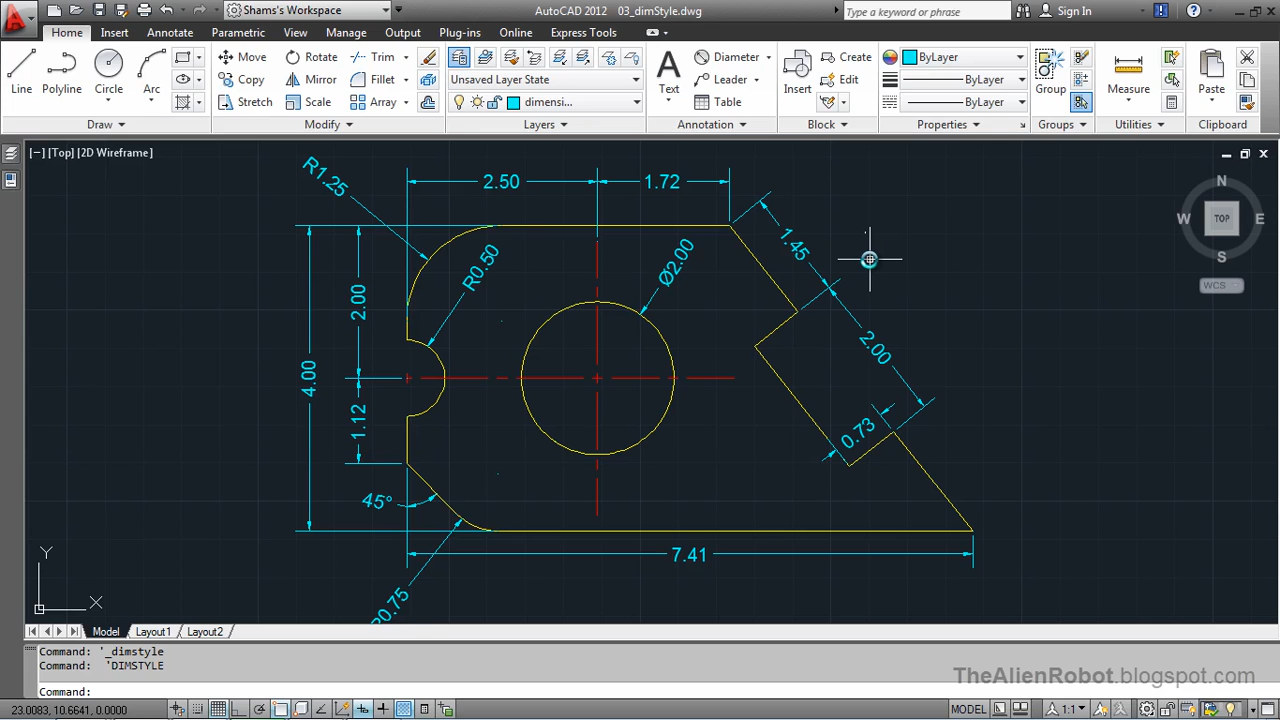 Shams's Workspace
AutoCAD 2012 03_dimStyle.dwg
Type a keyword or phrase
Sign In
Home Insert Annotate Parametric View Manage Output Plug-ins Online Express Tools
Line Polyline Circle Arc
Move Rotate Trim
Copy Mirror Fillet
Stretch Scale Array
Unsaved Layer State
dimensi...
Text
Diameter
Leader
Table
Insert
Create
Edit
ByLayer
ByLayer
ByLayer
Group
Measure
Paste
Draw Modify Layers Annotation Block Properties Groups Utilities Clipboard
[−] [Top] [2D Wireframe]
N
W TOP E
S
WCS
R1.25
2.50
1.72
1.45
R0.50
Ø2.00
2.00
2.00
4.00
1.12
0.73
45°
7.41
R0.75
Y
X
Model Layout1 Layout2
Command: '_dimstyle
Command: 'DIMSTYLE
Command:
TheAlienRobot.blogspot.com
23.0083, 10.6641, 0.0000
MODEL
1:1